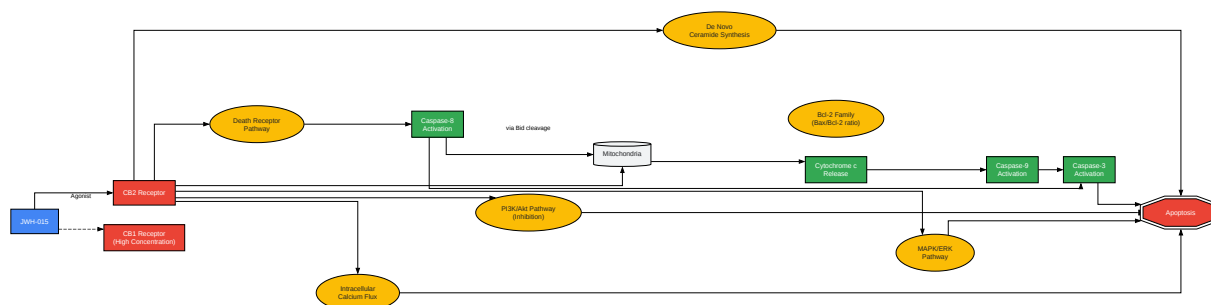 De Novo
Ceramide Synthesis
Death Receptor
Pathway
Caspase-8
Activation
via Bid cleavage
Bcl-2 Family
(Bax/Bcl-2 ratio)
Mitochondria
Cytochrome c
Release
Caspase-9
Activation
Caspase-3
Activation
Agonist
CB2 Receptor
JWH-015
CB1 Receptor
(High Concentration)
PI3K/Akt Pathway
(Inhibition)
Apoptosis
MAPK/ERK
Pathway
Intracellular
Calcium Flux